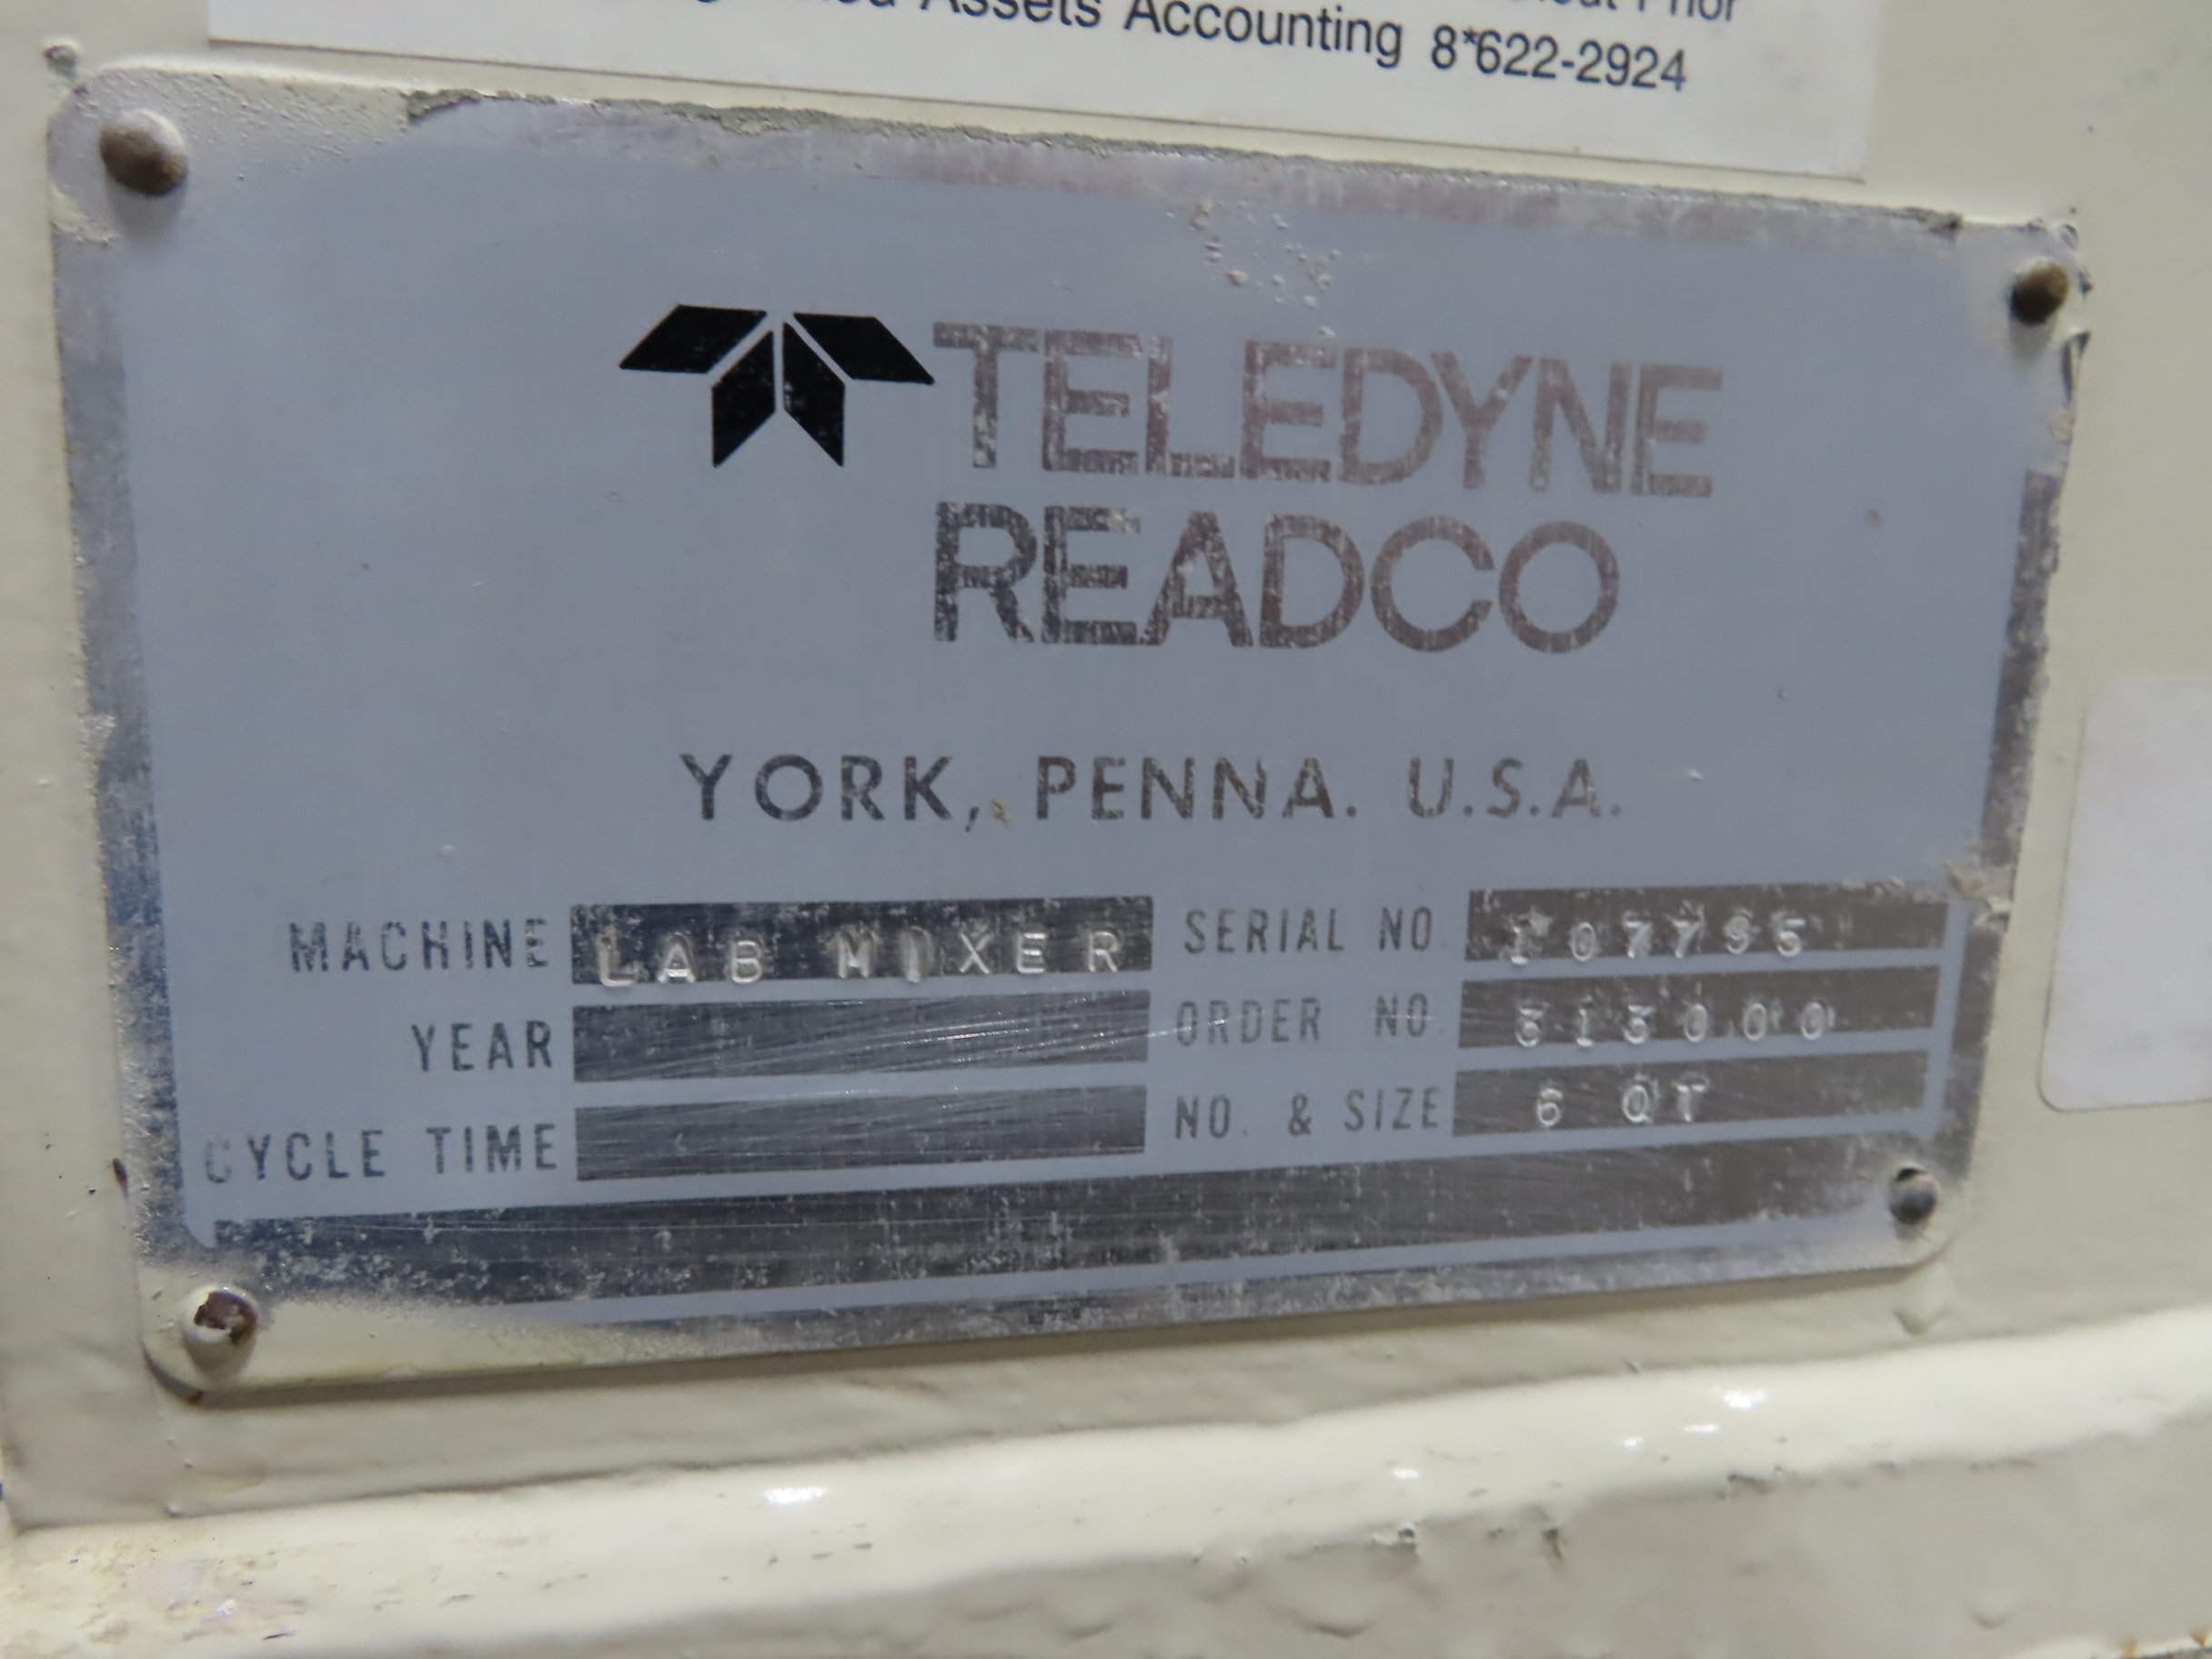 Assets Accounting 8*622-2924
TELEDYNE
READCO
YORK, PENNA. U.S.A.
MACHINE LAB MIXER SERIAL NO 107795
YEAR ORDER NO 313000
CYCLE TIME NO. & SIZE 6 QT